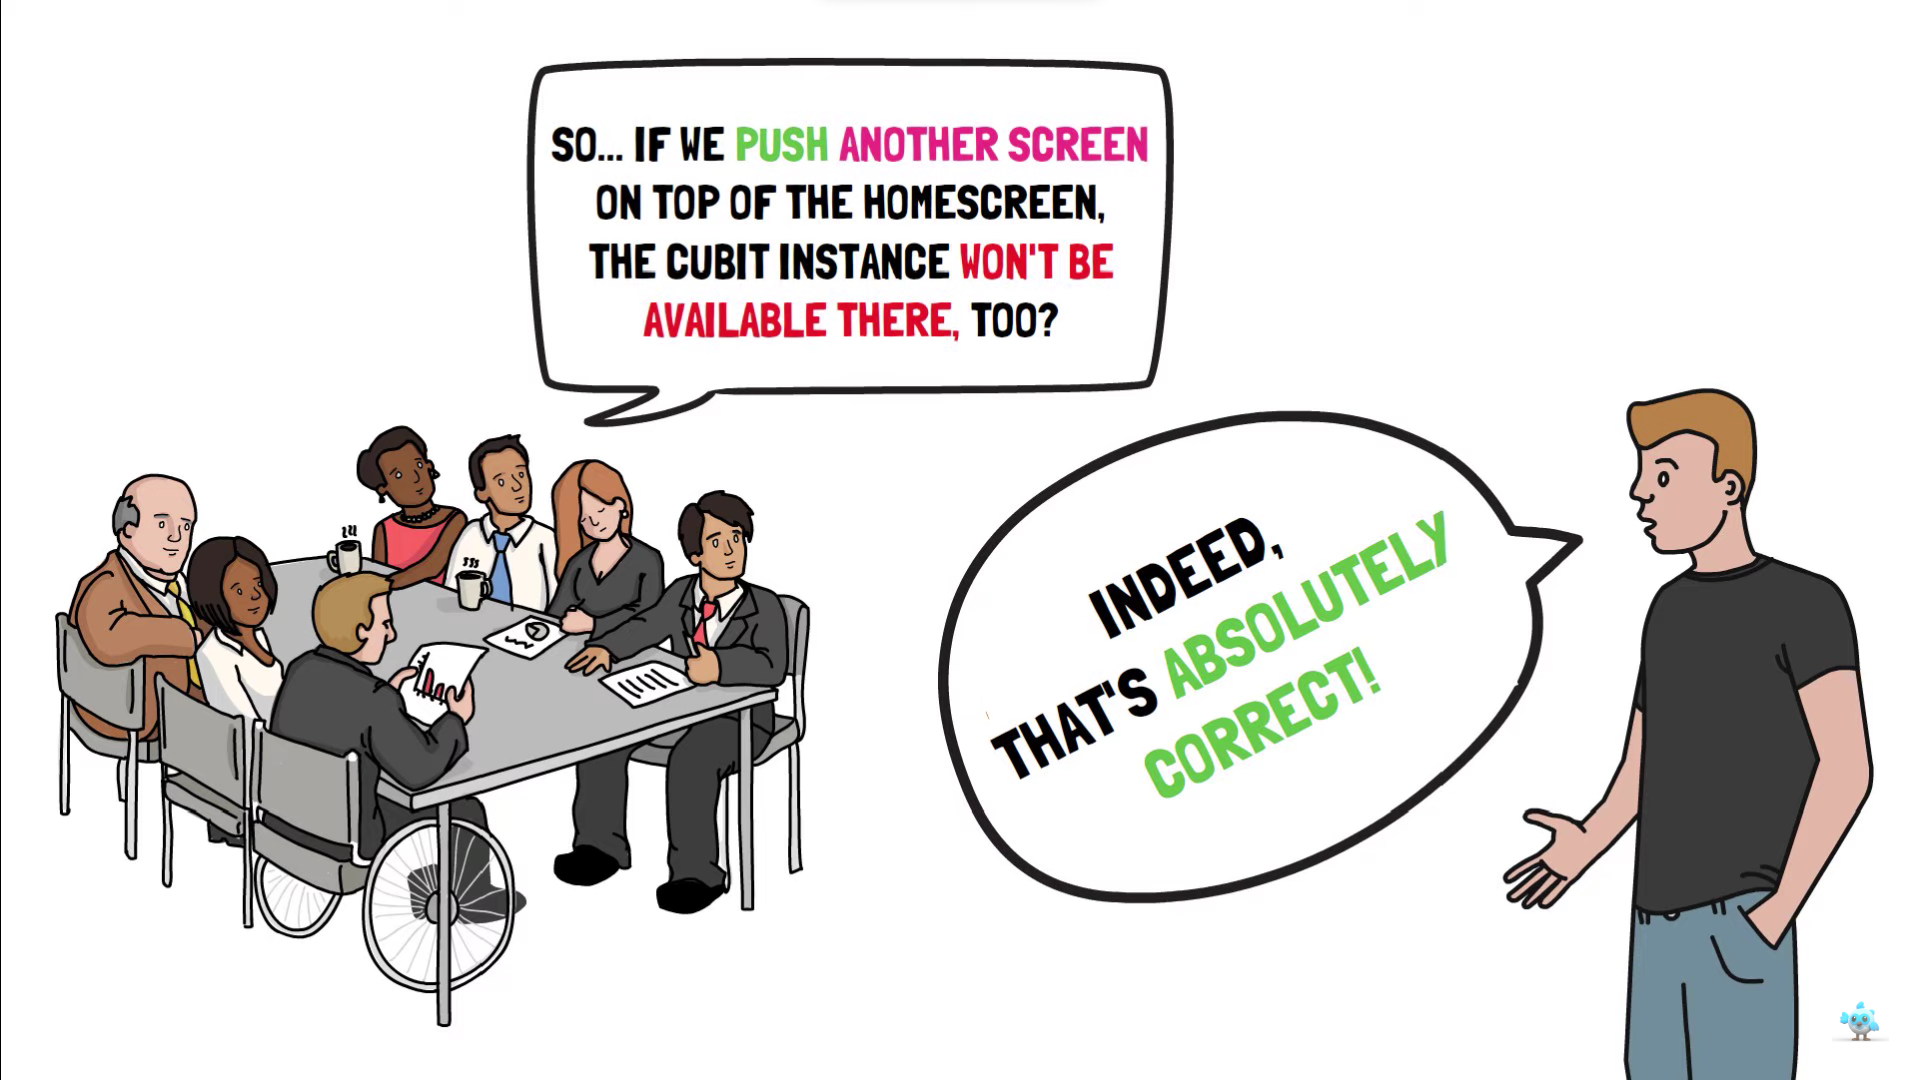 SO... IF WE PUSH ANOTHER SCREEN
ON TOP OF THE HOMESCREEN,
THE CUBIT INSTANCE WON'T BE
AVAILABLE THERE, TOO?
INDEED,
THAT'S ABSOLUTELY
CORRECT!